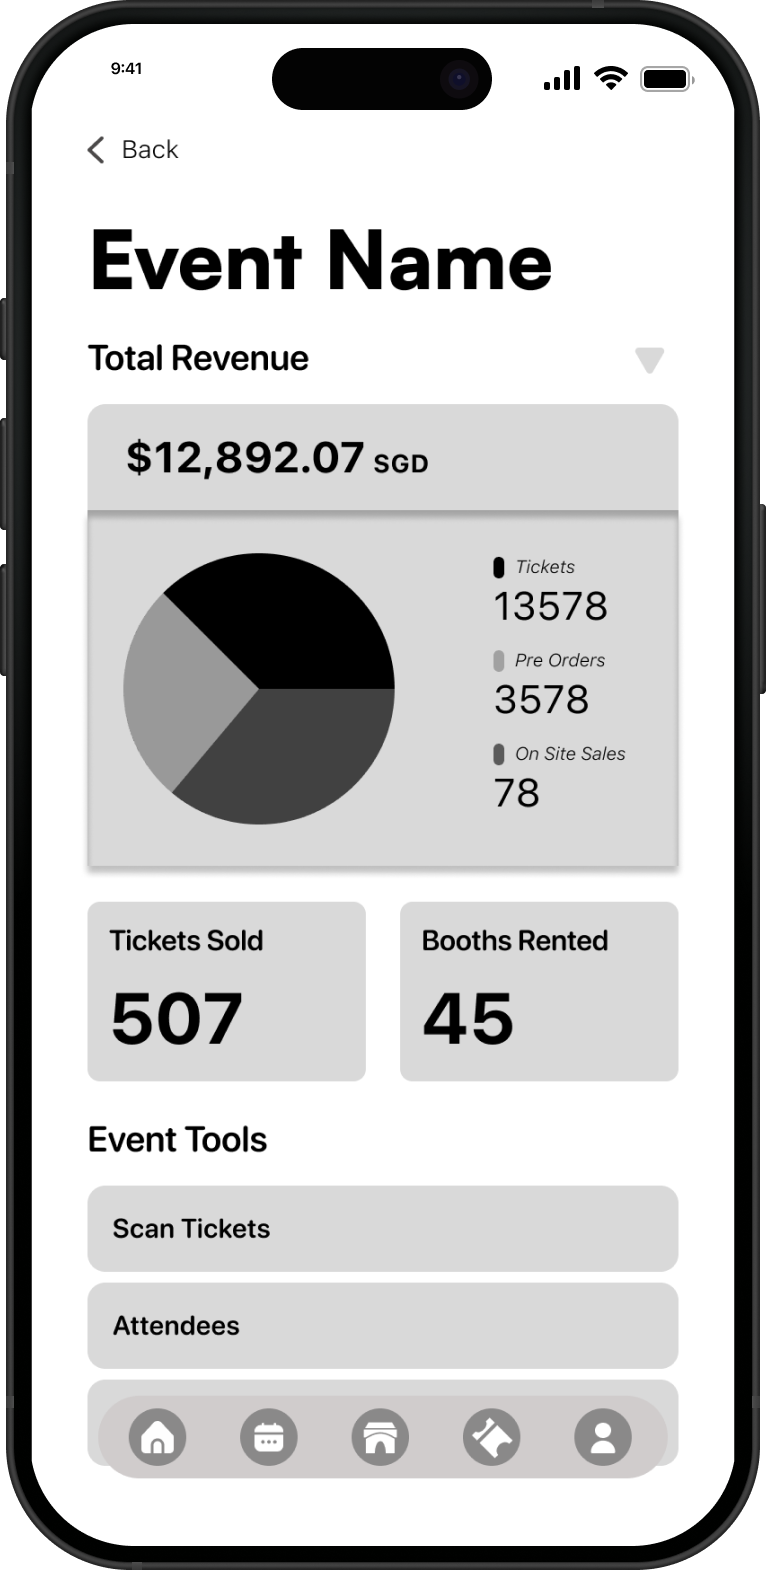 9:41
Back
Event Name
Total Revenue
$12,892.07 SGD
Tickets
13578
Pre Orders
3578
On Site Sales
78
Tickets Sold
507
Booths Rented
45
Event Tools
Scan Tickets
Attendees